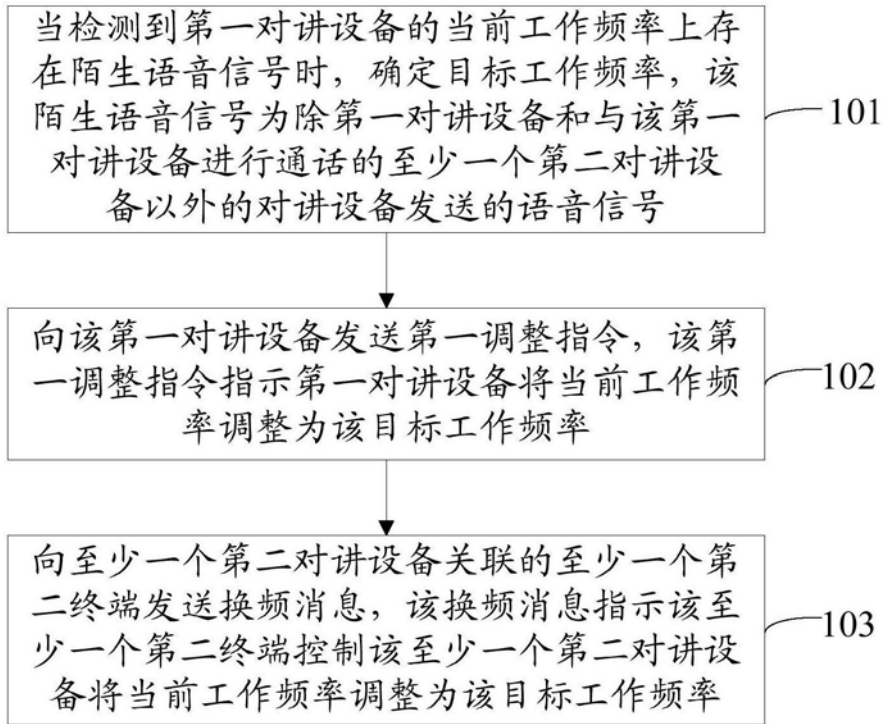 当检测到第一对讲设备的当前工作频率上存
在陌生语音信号时，确定目标工作频率，该
陌生语音信号为除第一对讲设备和与该第一
对讲设备进行通话的至少一个第二对讲设
备以外的对讲设备发送的语音信号
101
向该第一对讲设备发送第一调整指令，该第
一调整指令指示第一对讲设备将当前工作频
率调整为该目标工作频率
102
向至少一个第二对讲设备关联的至少一个第
二终端发送换频消息，该换频消息指示该至
少一个第二终端控制该至少一个第二对讲设
备将当前工作频率调整为该目标工作频率
103